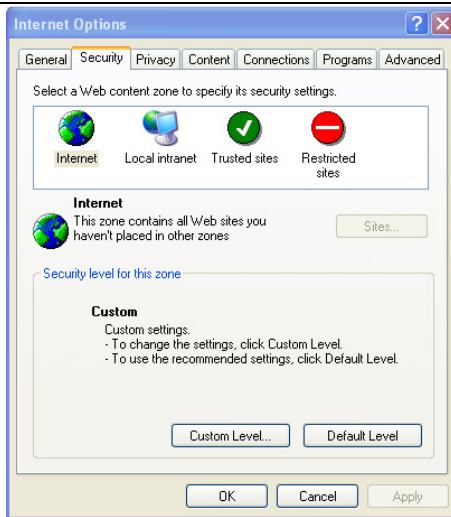 Internet Options
General Security Privacy Content Connections Programs Advanced
Select a Web content zone to specify its security settings.
Internet Local intranet Trusted sites Restricted
sites
Internet
This zone contains all Web sites you
haven't placed in other zones
Sites...
Security level for this zone
Custom
Custom settings.
- To change the settings, click Custom Level.
- To use the recommended settings, click Default Level.
Custom Level... Default Level
OK Cancel Apply